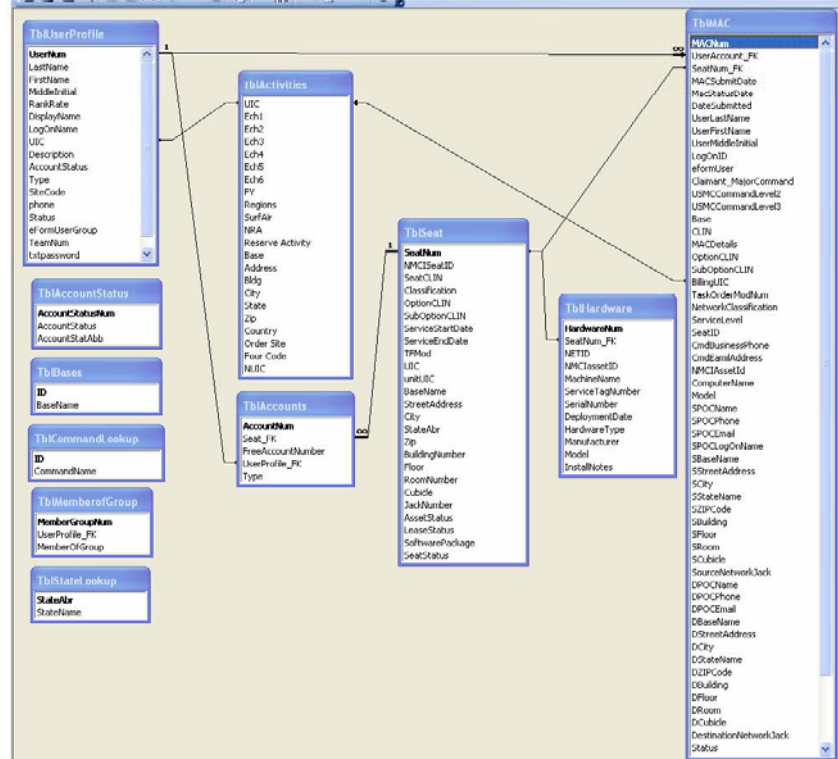 TblUserProfile
UserNum
LastName
FirstName
MiddleInitial
RankRate
DisplayName
LogOnName
UIC
Description
AccountStatus
Type
SiteCode
phone
Status
eFormUserGroup
TeamNum
txtpassword
TblAccountStatus
AccountStatusNum
AccountStatus
AccountStatAbb
TblBases
ID
BaseName
TblCommandLookup
ID
CommandName
TblMemberofGroup
MemberGroupNum
UserProfile_FK
MemberOfGroup
TblStateLookup
StateAbr
StateName
1
tblActivities
UIC
Ech1
Ech2
Ech3
Ech4
Ech5
Ech6
FY
Regions
SurfAir
NRA
Reserve Activity
Base
Address
Bldg
City
State
Zip
Country
Order Site
Four Code
NUIC
TblAccounts
AccountNum
Seat_FK
FreeAccountNumber
UserProfile_FK
Type
∞
1
TblSeat
SeatNum
NMCISeatID
SeatCLIN
Classification
OptionCLIN
SubOptionCLIN
ServiceStartDate
ServiceEndDate
TFMod
UIC
unitUIC
BaseName
StreetAddress
City
StateAbr
Zip
BuildingNumber
Floor
RoomNumber
Cubicle
JackNumber
AssetStatus
LeaseStatus
SoftwarePackage
SeatStatus
TblHardware
HardwareNum
SeatNum_FK
NETID
NMCIassetID
MachineName
ServiceTagNumber
SerialNumber
DeploymentDate
HardwareType
Manufacturer
Model
InstallNotes
∞
TblMAC
MACNum
UserAccount_FK
SeatNum_FK
MACSubmitDate
MacStatusDate
DateSubmitted
UserLastName
UserFirstName
UserMiddleInitial
LogOnID
eformUser
Claimant_MajorCommand
USMCCommandLevel2
USMCCommandLevel3
Base
CLIN
MACDetails
OptionCLIN
SubOptionCLIN
BillingUIC
TaskOrderModNum
NetworkClassification
ServiceLevel
SeatID
CmdBusinessPhone
CmdEamlAddress
NMCIAssetId
ComputerName
Model
SPOCName
SPOCPhone
SPOCEmail
SPOCLogOnName
SBaseName
SStreetAddress
SCity
SStateName
SZIPCode
SBuilding
SFloor
SRoom
SCubicle
SourceNetworkJack
DPOCName
DPOCPhone
DPOCEmail
DBaseName
DStreetAddress
DCity
DStateName
DZIPCode
DBuilding
DFloor
DRoom
DCubicle
DestinationNetworkJack
Status